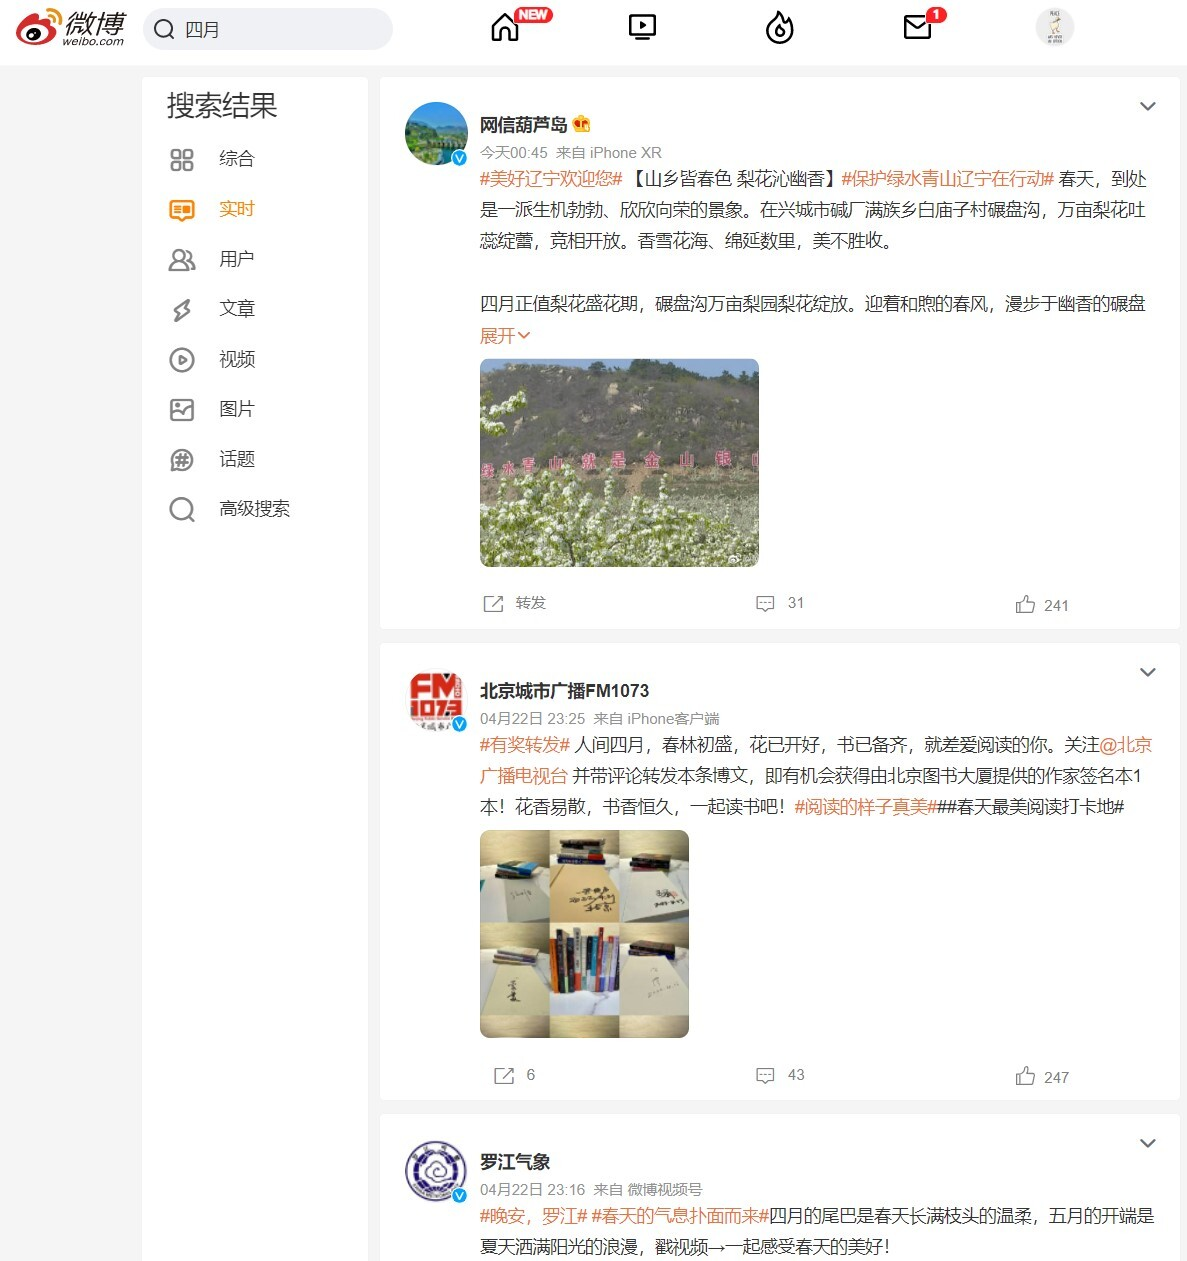 微博
weibo.com
四月
NEW
1
搜索结果
综合
实时
用户
文章
视频
图片
话题
高级搜索
网信葫芦岛
今天00:45 来自 iPhone XR
#美好辽宁欢迎您# 【山乡皆春色 梨花沁幽香】#保护绿水青山辽宁在行动# 春天，到处
是一派生机勃勃、欣欣向荣的景象。在兴城市碱厂满族乡白庙子村碾盘沟，万亩梨花吐
蕊绽蕾，竞相开放。香雪花海、绵延数里，美不胜收。
四月正值梨花盛花期，碾盘沟万亩梨园梨花绽放。迎着和煦的春风，漫步于幽香的碾盘
展开
绿水青山就是金山银山
转发
31
241
FM
1073
北京城市广播FM1073
04月22日 23:25 来自 iPhone客户端
#有奖转发# 人间四月，春林初盛，花已开好，书已备齐，就差爱阅读的你。关注@北京
广播电视台 并带评论转发本条博文，即有机会获得由北京图书大厦提供的作家签名本1
本！花香易散，书香恒久，一起读书吧！#阅读的样子真美###春天最美阅读打卡地#
6
43
247
罗江气象
04月22日 23:16 来自 微博视频号
#晚安，罗江# #春天的气息扑面而来#四月的尾巴是春天长满枝头的温柔，五月的开端是
夏天洒满阳光的浪漫，戳视频→一起感受春天的美好！